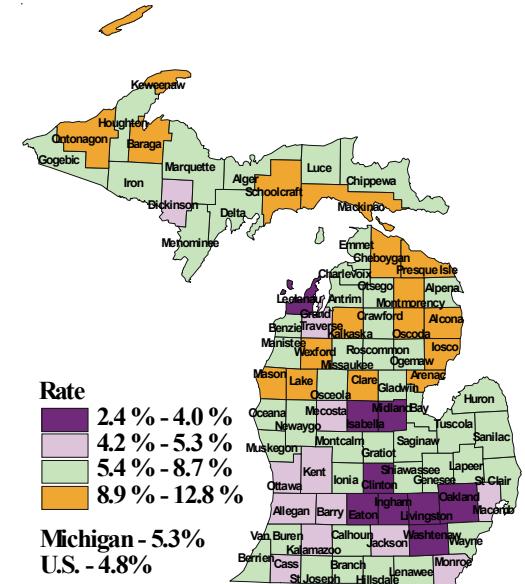 Keweenaw
Houghton
Ontonagon
Baraga
Gogebic
Marquette
Luce
Iron
Alger
Schoolcraft
Chippewa
Dickinson
Delta
Mackinac
Menominee
Emmet
Cheboygan
Charlevoix
Presque Isle
Otsego
Alpena
Leelanau
Antrim
Montmorency
Grand
Traverse
Crawford
Alcona
Benzie
Kalkaska
Oscoda
Manistee
Wexford
Roscommon
Iosco
Missaukee
Ogemaw
Mason
Lake
Clare
Arenac
Osceola
Gladwin
Huron
Oceana
Mecosta
Midland
Bay
Newaygo
Isabella
Tuscola
Sanilac
Montcalm
Saginaw
Muskegon
Gratiot
Kent
Shiawassee
Lapeer
Ottawa
Ionia
Clinton
Genesee
St Clair
Ingham
Oakland
Allegan
Barry
Eaton
Livingston
Macomb
Van Buren
Calhoun
Washtenaw
Wayne
Kalamazoo
Jackson
Berrien
Cass
Branch
Monroe
St Joseph
Hillsdale
Lenawee
Rate
2.4 % - 4.0 %
4.2 % - 5.3 %
5.4 % - 8.7 %
8.9 % - 12.8 %
Michigan - 5.3%
U.S. - 4.8%